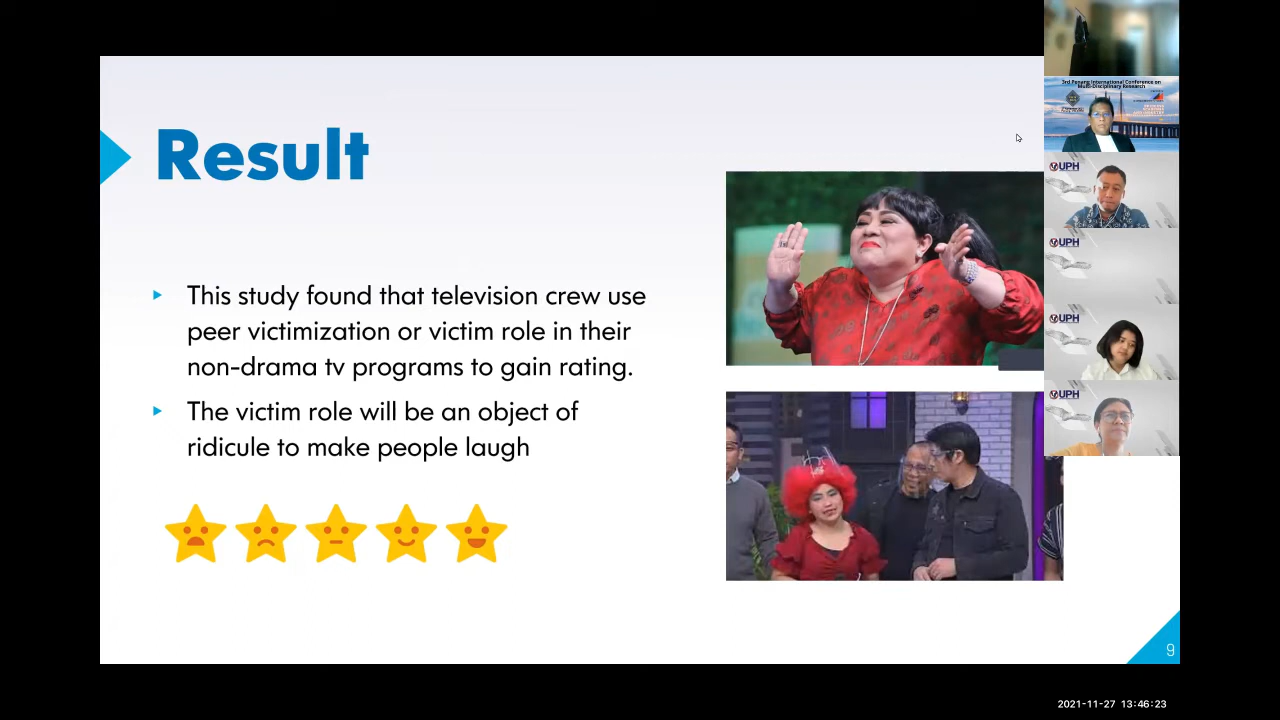 Result
This study found that television crew use
peer victimization or victim role in their
non-drama tv programs to gain rating.
The victim role will be an object of
ridicule to make people laugh
9
3rd Penang International Conference on
Multi-Disciplinary Research
UPH
UPH
UPH
UPH
2021-11-27 13:46:23